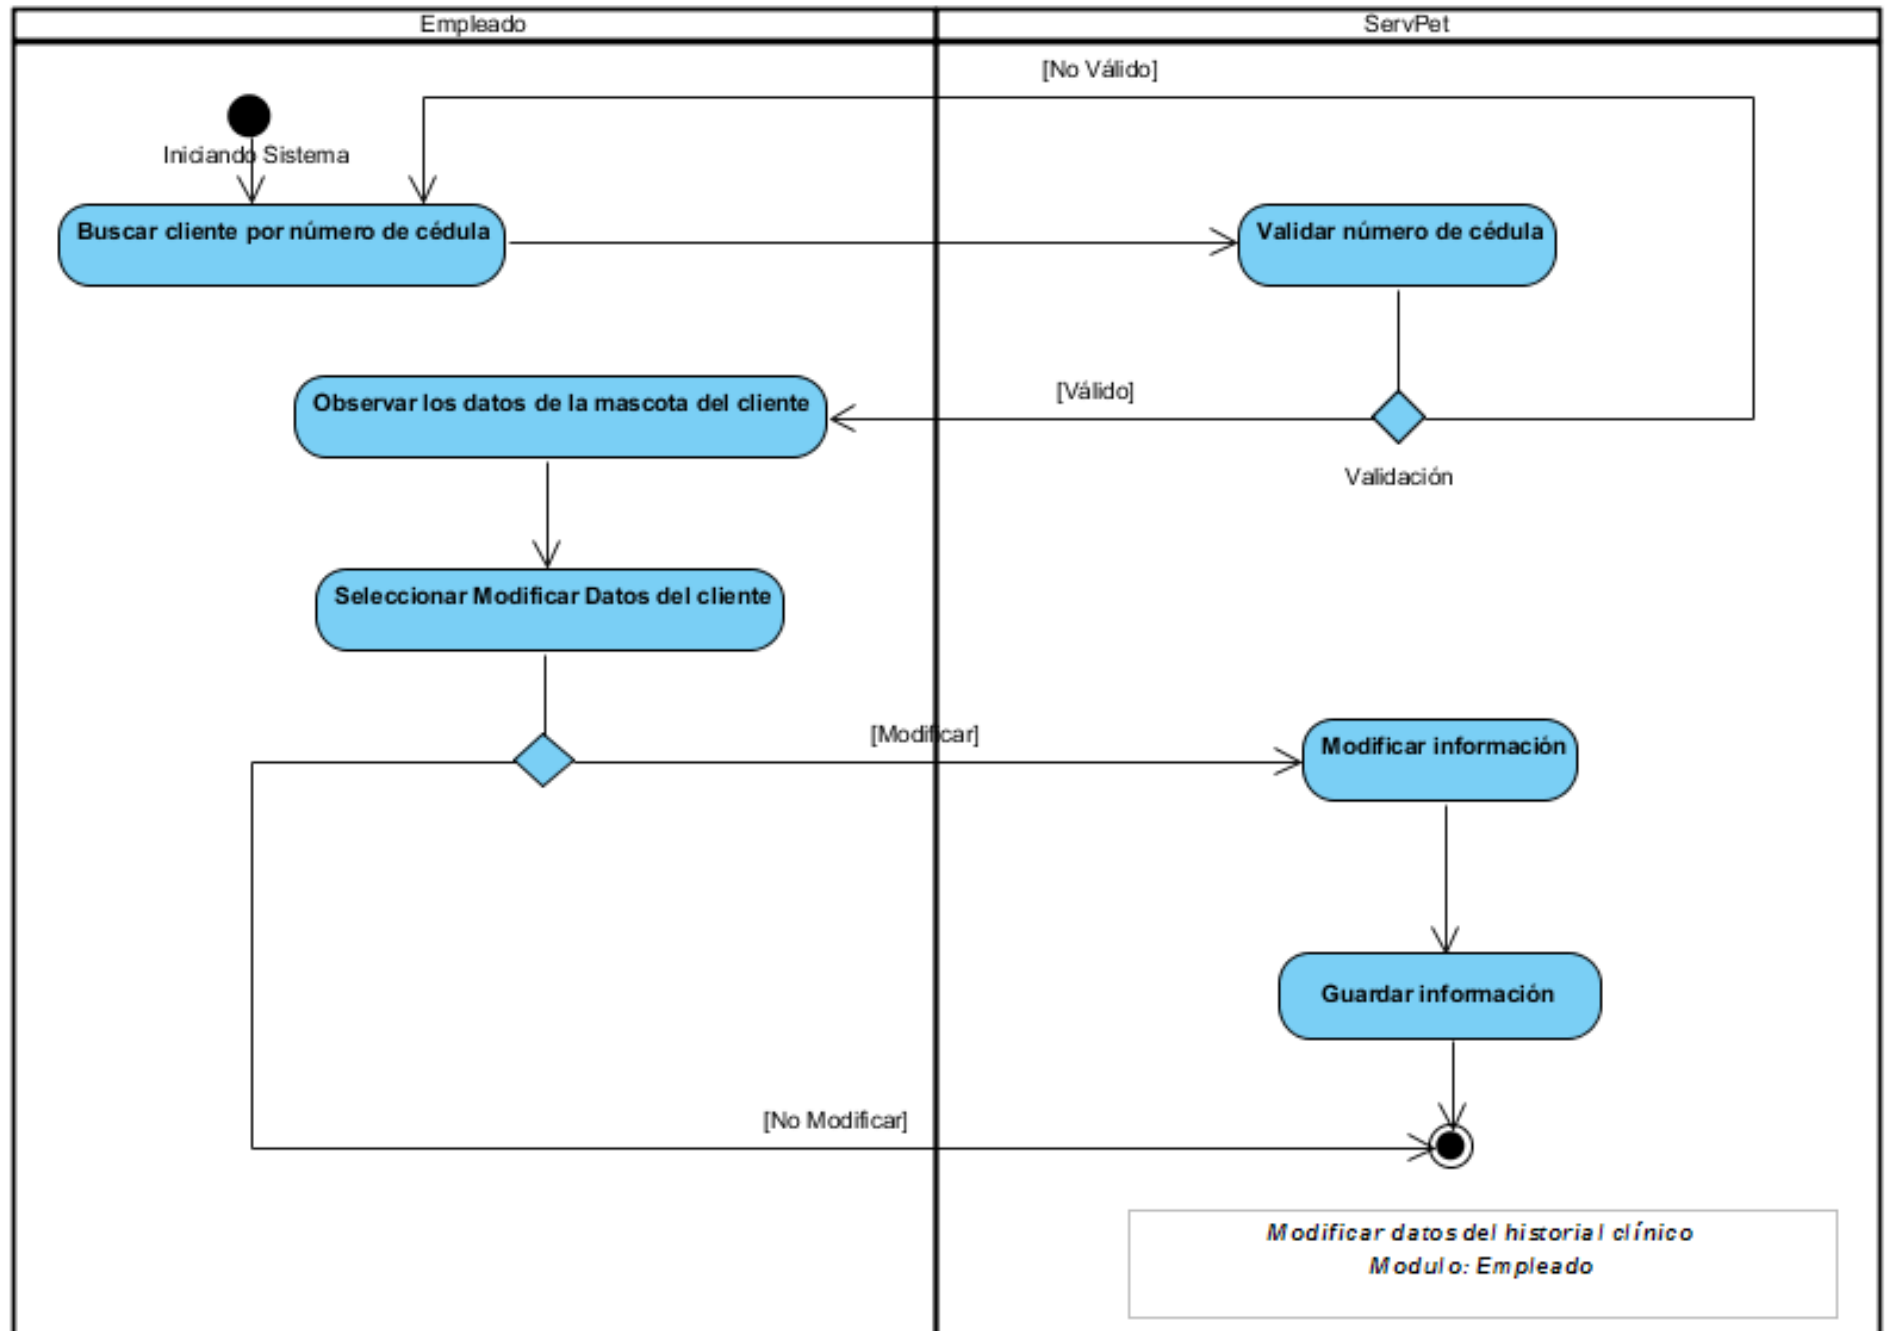 Empleado
ServPet
[No Válido]
Iniciando Sistema
Buscar cliente por número de cédula
Validar número de cédula
Observar los datos de la mascota del cliente
[Válido]
Validación
Seleccionar Modificar Datos del cliente
[Modificar]
Modificar información
Guardar información
[No Modificar]
Modificar datos del historial clínico
Modulo: Empleado